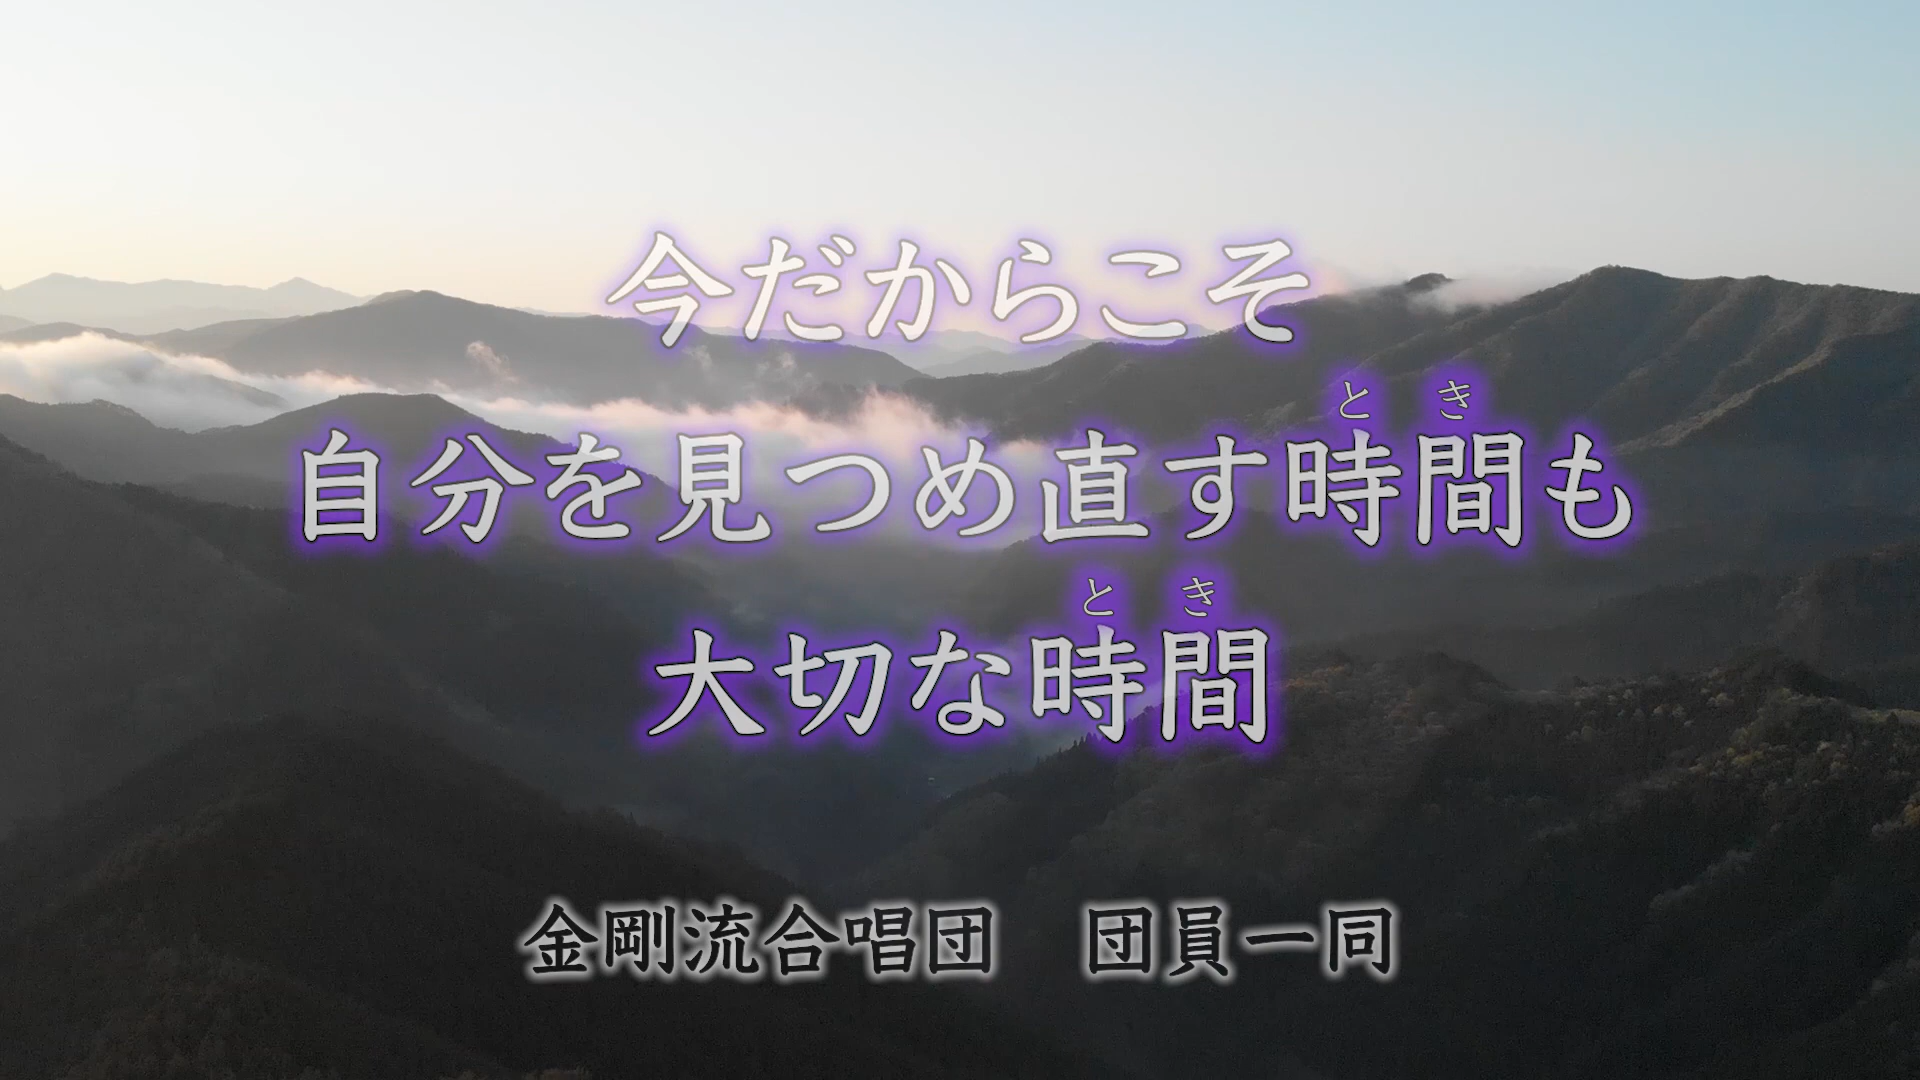 今だからこそ
自分を見つめ直す時間も
とき
大切な時間
とき
金剛流合唱団　団員一同